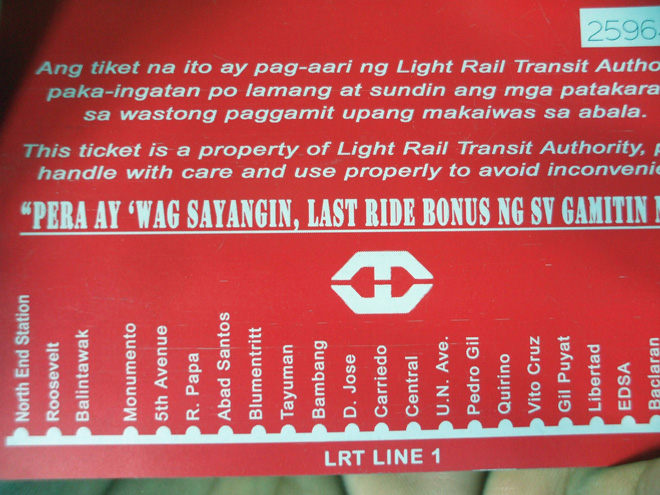 2596
Ang tiket na ito ay pag-aari ng Light Rail Transit Autho
paka-ingatan po lamang at sundin ang mga patakara
sa wastong paggamit upang makaiwas sa abala.
This ticket is a property of Light Rail Transit Authority, p
handle with care and use properly to avoid inconvenie
“PERA AY ‘WAG SAYANGIN, LAST RIDE BONUS NG SV GAMITIN
North End Station
Roosevelt
Balintawak
Monumento
5th Avenue
R. Papa
Abad Santos
Blumentritt
Tayuman
Bambang
D. Jose
Carriedo
Central
U.N. Ave.
Pedro Gil
Quirino
Vito Cruz
Gil Puyat
Libertad
EDSA
Baclaran
LRT LINE 1